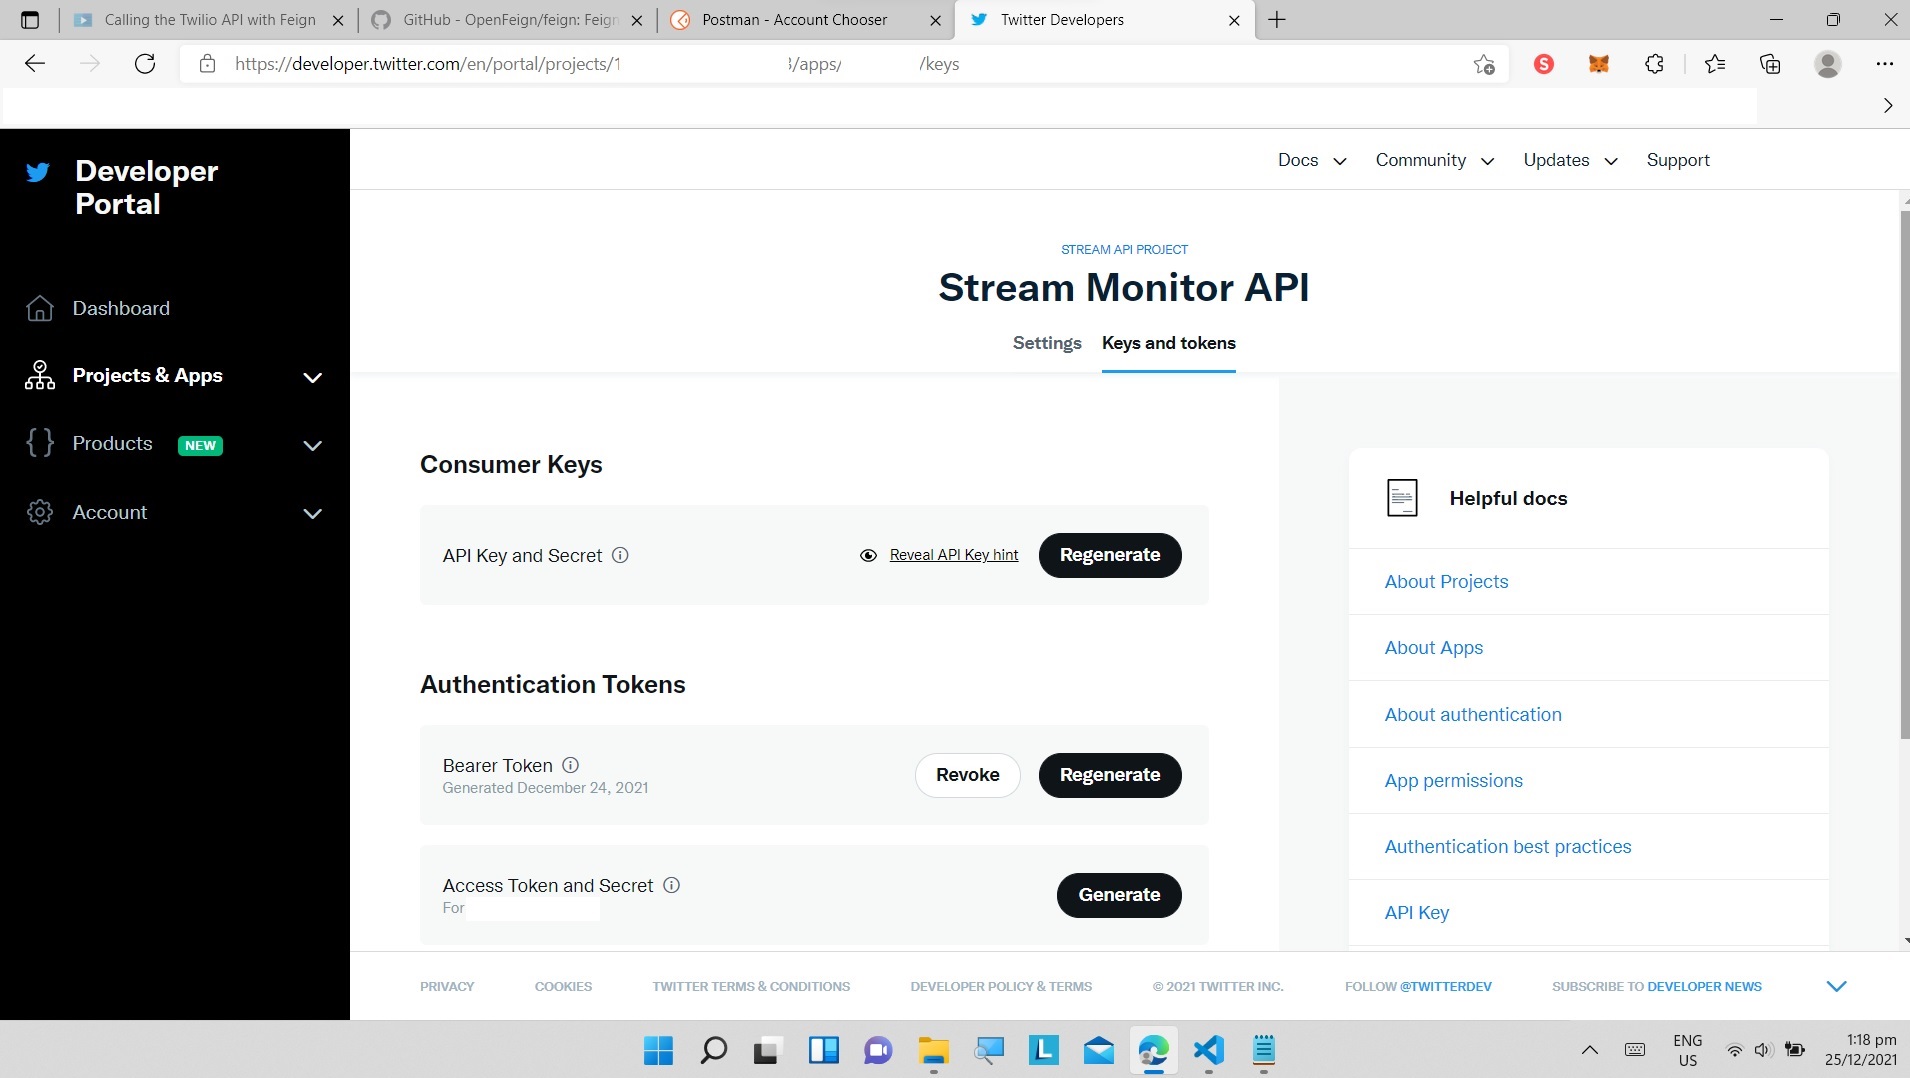 Calling the Twilio API with Feign
GitHub - OpenFeign/feign: Feign
Postman - Account Chooser
Twitter Developers
https://developer.twitter.com/en/portal/projects/1 /apps/ /keys
S
Developer
Portal
Docs
Community
Updates
Support
Dashboard
Projects & Apps
Products NEW
Account
STREAM API PROJECT
Stream Monitor API
Settings
Keys and tokens
Consumer Keys
API Key and Secret
Reveal API Key hint
Regenerate
Authentication Tokens
Bearer Token
Generated December 24, 2021
Revoke
Regenerate
Access Token and Secret
For
Generate
Helpful docs
About Projects
About Apps
About authentication
App permissions
Authentication best practices
API Key
PRIVACY
COOKIES
TWITTER TERMS & CONDITIONS
DEVELOPER POLICY & TERMS
© 2021 TWITTER INC.
FOLLOW @TWITTERDEV
SUBSCRIBE TO DEVELOPER NEWS
L
ENG
US
1:18 pm
25/12/2021